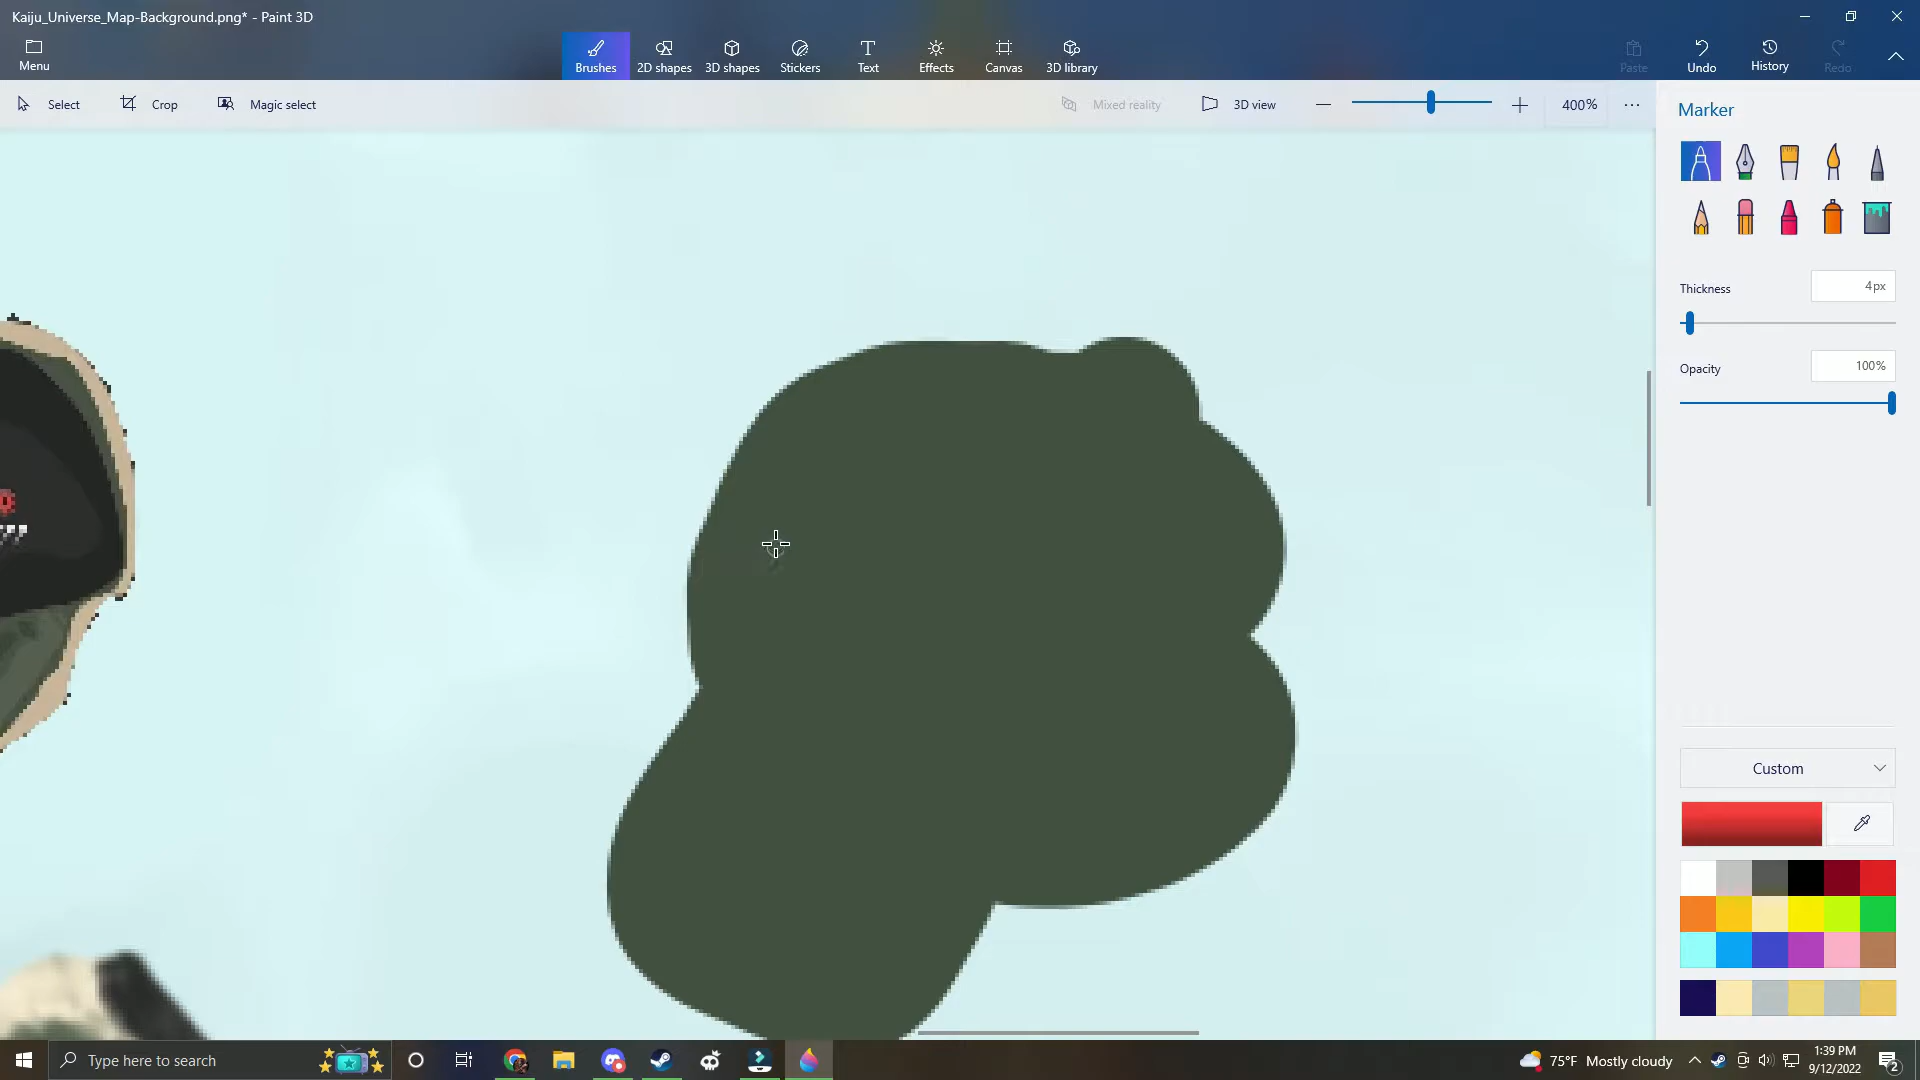 Kaiju_Universe_Map-Background.png* - Paint 3D
Menu
Brushes
2D shapes
3D shapes
Stickers
Text
Effects
Canvas
3D library
Paste
Undo
History
Redo
Select
Crop
Magic select
Mixed reality
3D view
400%
Marker
Thickness
4px
Opacity
100%
Custom
Type here to search
75°F Mostly cloudy
1:39 PM
9/12/2022
2